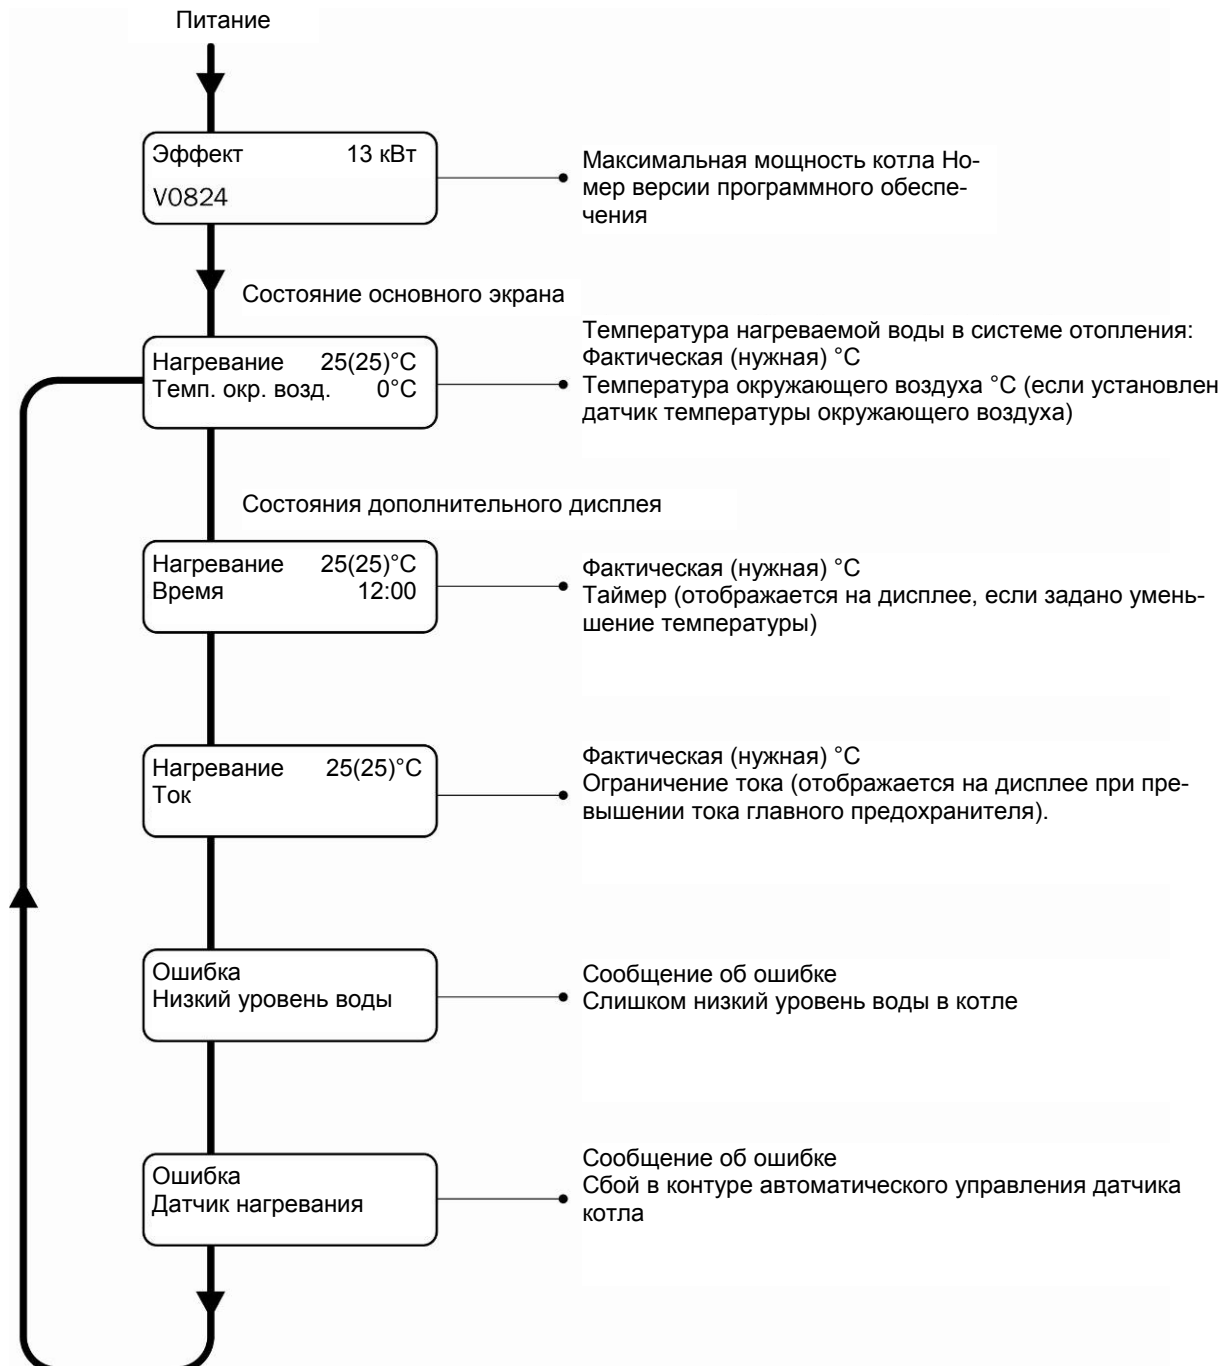 Питание
Эффект 13 кВт
V0824
Максимальная мощность котла Но-
мер версии программного обеспе-
чения
Состояние основного экрана
Нагревание 25(25)°C
Темп. окр. возд. 0°C
Температура нагреваемой воды в системе отопления:
Фактическая (нужная) °C
Температура окружающего воздуха °C (если установлен
датчик температуры окружающего воздуха)
Состояния дополнительного дисплея
Нагревание 25(25)°C
Время 12:00
Фактическая (нужная) °C
Таймер (отображается на дисплее, если задано умень-
шение температуры)
Нагревание 25(25)°C
Ток
Фактическая (нужная) °C
Ограничение тока (отображается на дисплее при пре-
вышении тока главного предохранителя).
Ошибка
Низкий уровень воды
Сообщение об ошибке
Слишком низкий уровень воды в котле
Ошибка
Датчик нагревания
Сообщение об ошибке
Сбой в контуре автоматического управления датчика
котла